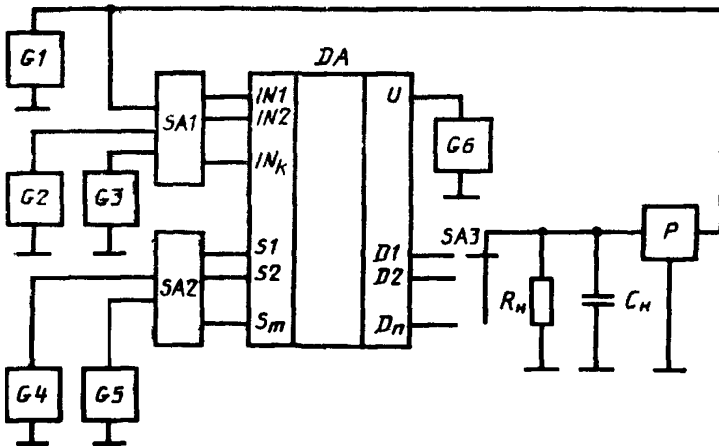 G1
DA
SA1
IN1
IN2
INk
U
G6
G2
G3
S1
S2
Sm
SA2
D1
D2
Dn
SA3
P
Rн
Cн
G4
G5